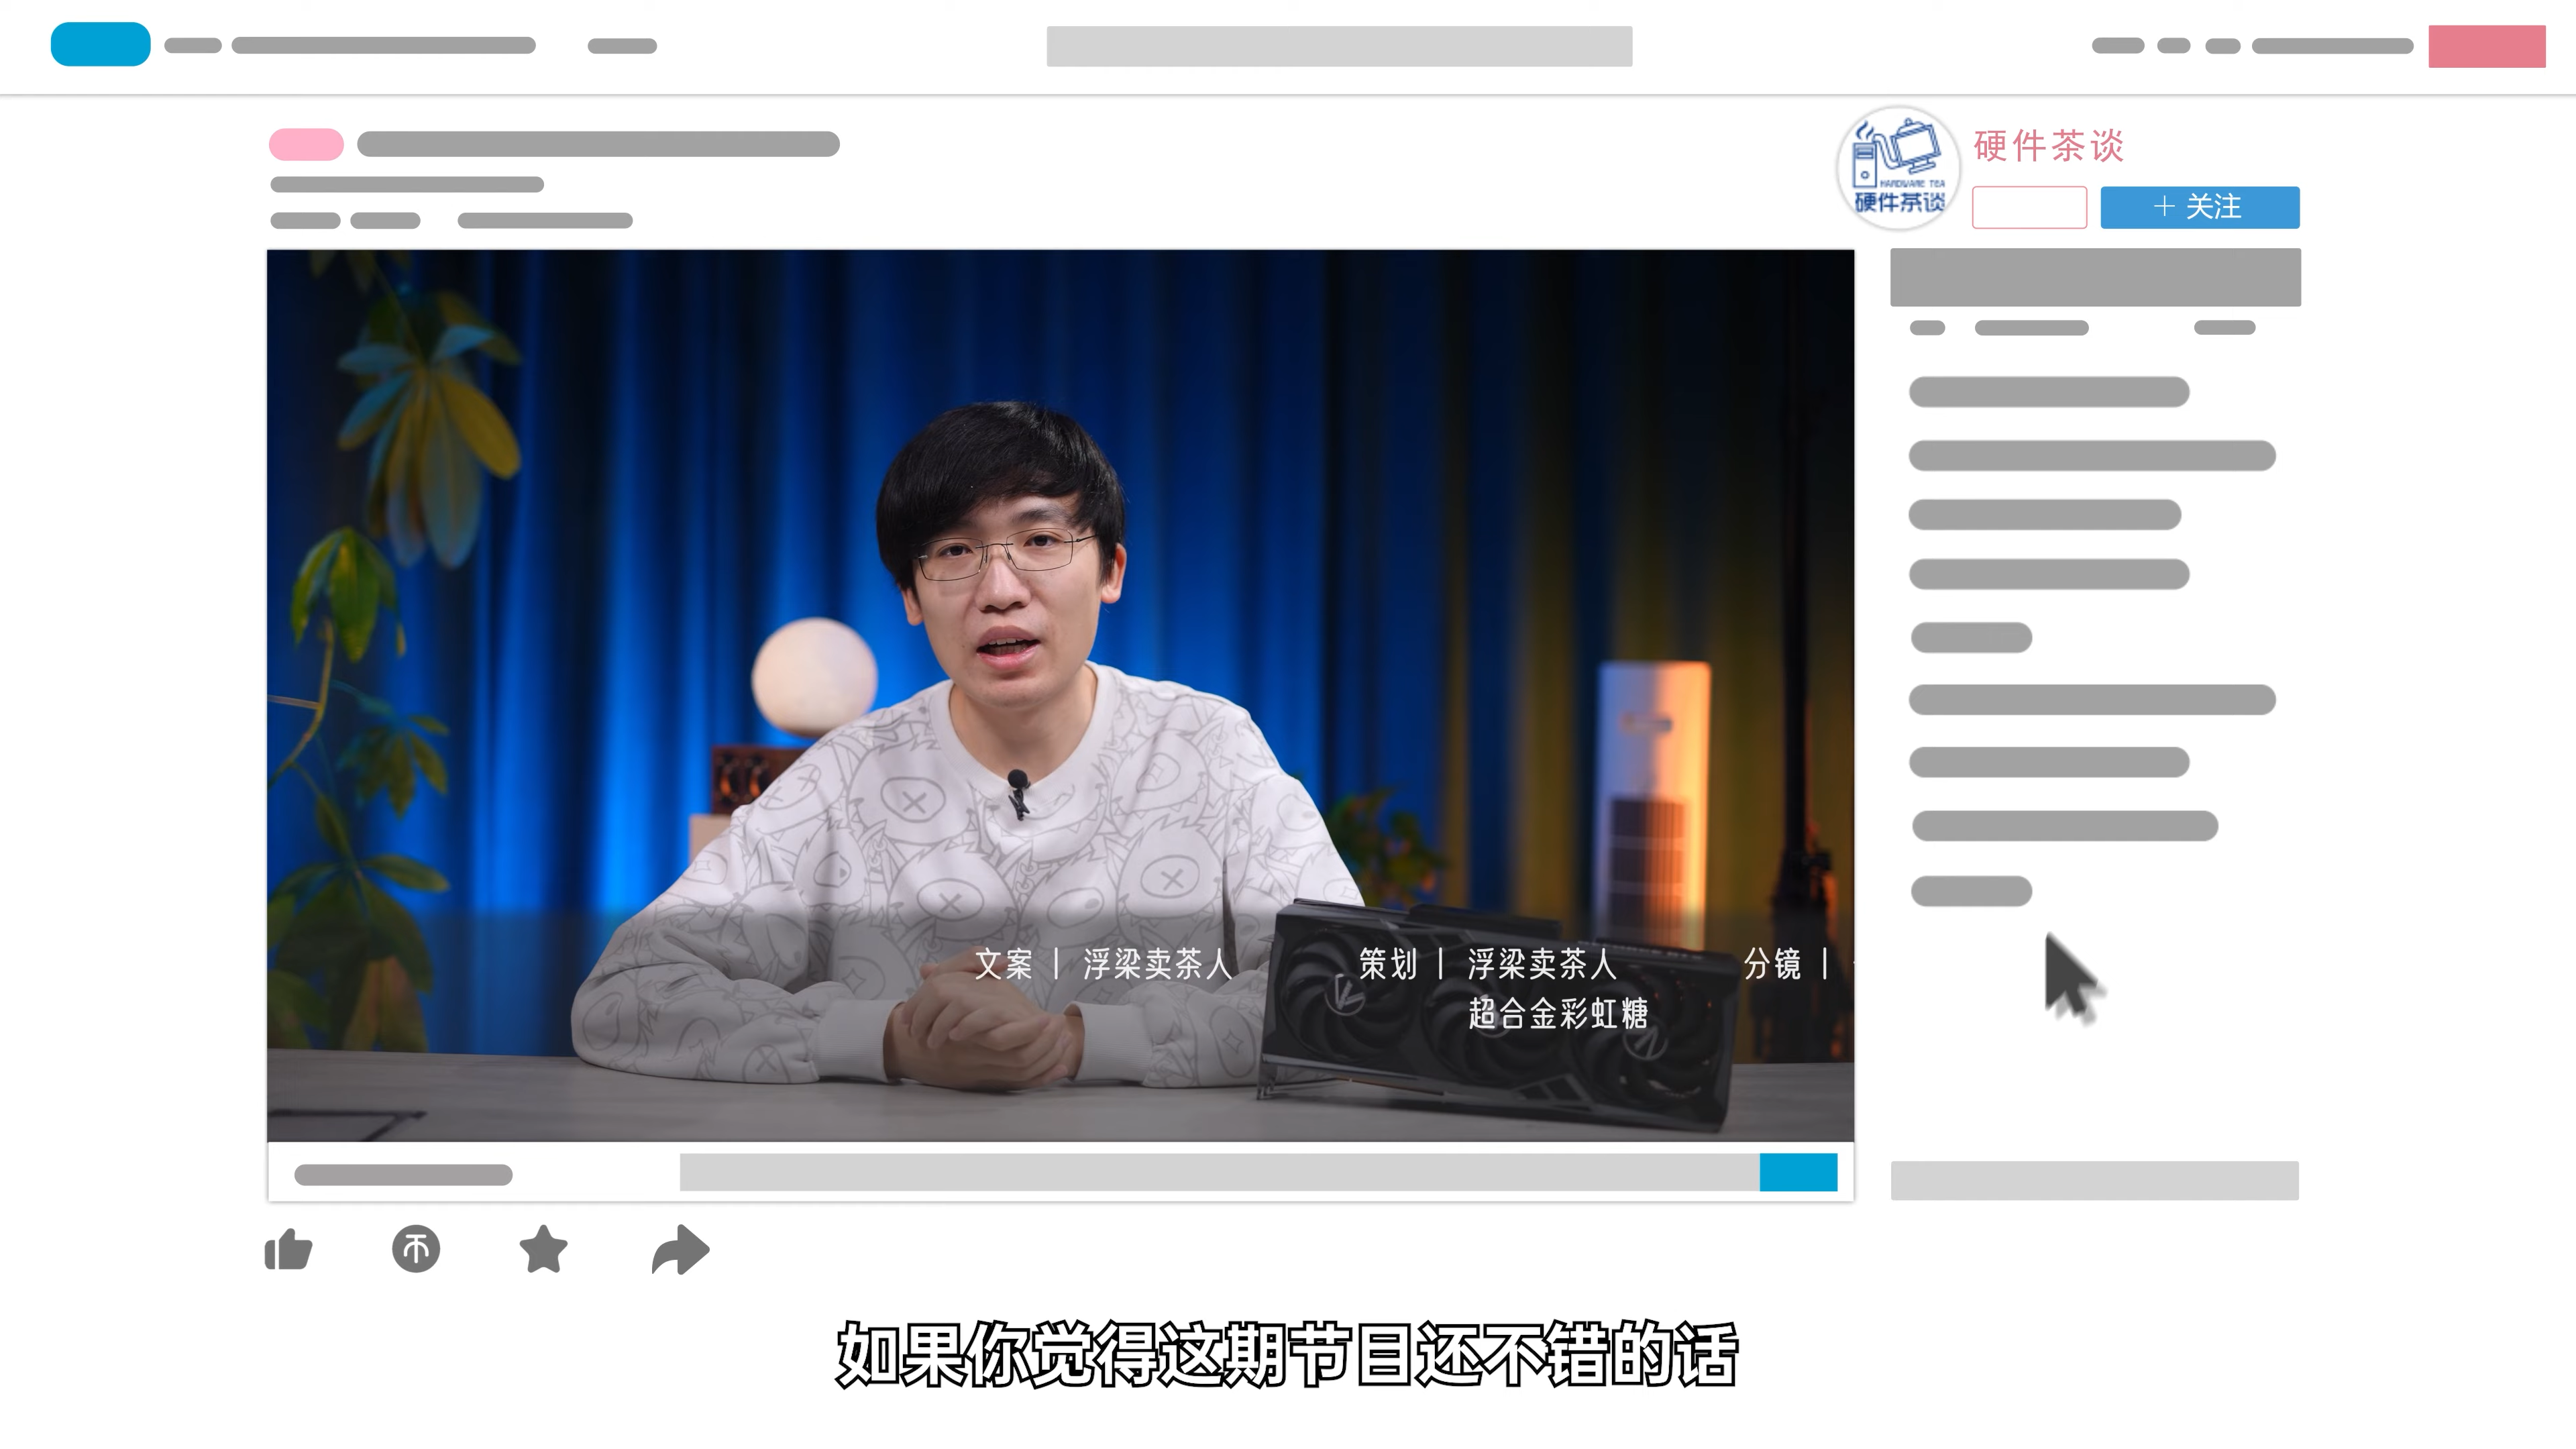 硬件茶谈
HARDWARE TEA
硬件茶谈
+ 关注
文案 | 浮梁卖茶人
策划 | 浮梁卖茶人
超合金彩虹糖
分镜 |
如果你觉得这期节目还不错的话